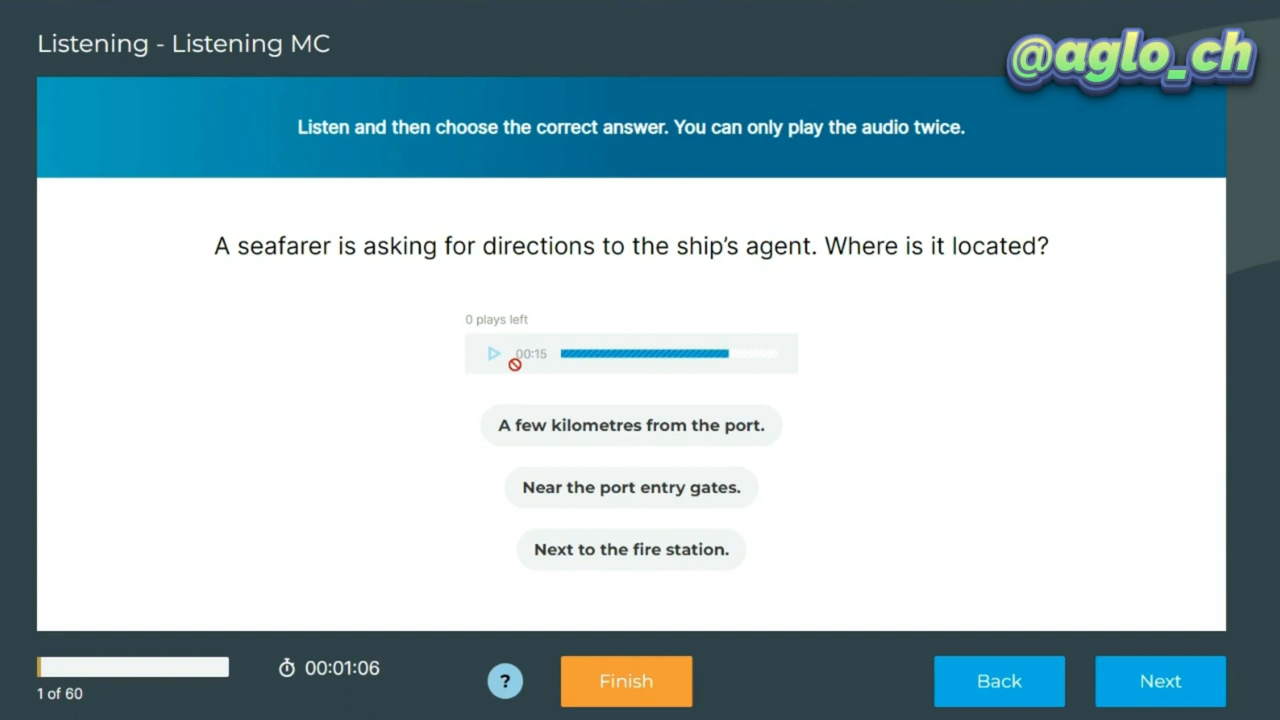 Listening - Listening MC
@aglo_ch
Listen and then choose the correct answer. You can only play the audio twice.
A seafarer is asking for directions to the ship's agent. Where is it located?
0 plays left
00:15
A few kilometres from the port.
Near the port entry gates.
Next to the fire station.
1 of 60
00:01:06
?
Finish
Back
Next